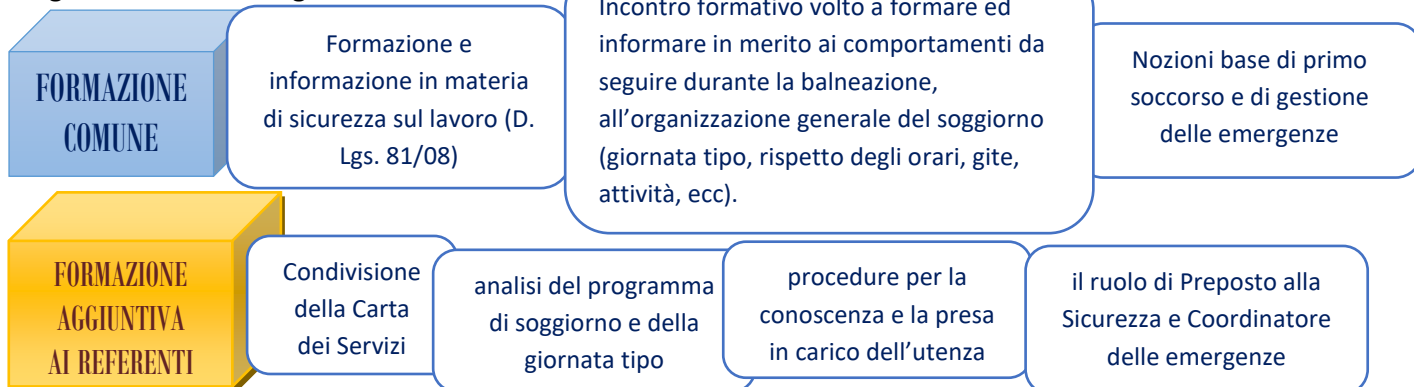 FORMAZIONE
COMUNE
Formazione e
informazione in materia
di sicurezza sul lavoro (D.
Lgs. 81/08)
Incontro formativo volto a formare ed
informare in merito ai comportamenti da
seguire durante la balneazione,
all'organizzazione generale del soggiorno
(giornata tipo, rispetto degli orari, gite,
attività, ecc).
Nozioni base di primo
soccorso e di gestione
delle emergenze
FORMAZIONE
AGGIUNTIVA
AI REFERENTI
Condivisione
della Carta
dei Servizi
analisi del programma
di soggiorno e della
giornata tipo
procedure per la
conoscenza e la presa
in carico dell'utenza
il ruolo di Preposto alla
Sicurezza e Coordinatore
delle emergenze